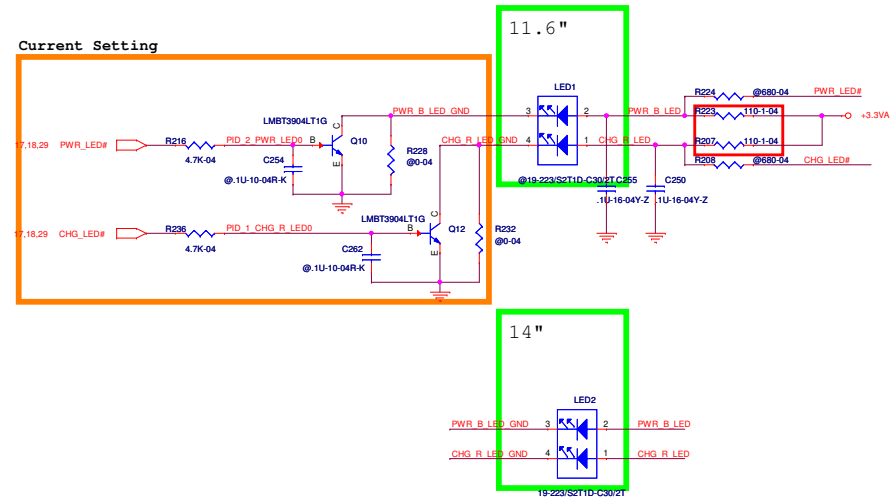 11.6"
Current Setting
LED1
R224 @680-04 PWR_LED#
LMBT3904LT1G C PWR_B_LED_GND 3 2 PWR_B_LED R223 110-1-04 +3.3VA
17,18,29 PWR_LED# R216 PID_2_PWR_LED0 B Q10 R228 CHG_R_LED_GND 4 1 CHG_R_LED R207 110-1-04
4.7K-04 C254 E @0-04 R208 @680-04 CHG_LED#
@.1U-10-04R-K @19-223/S2T1D-C30/2T C255 C250
.1U-16-04Y-Z .1U-16-04Y-Z
LMBT3904LT1G C
17,18,29 CHG_LED# R236 PID_1_CHG_R_LED0 B Q12 R232
4.7K-04 C262 E @0-04
@.1U-10-04R-K
14"
LED2
PWR_B_LED_GND 3 2 PWR_B_LED
CHG_R_LED_GND 4 1 CHG_R_LED
19-223/S2T1D-C30/2T